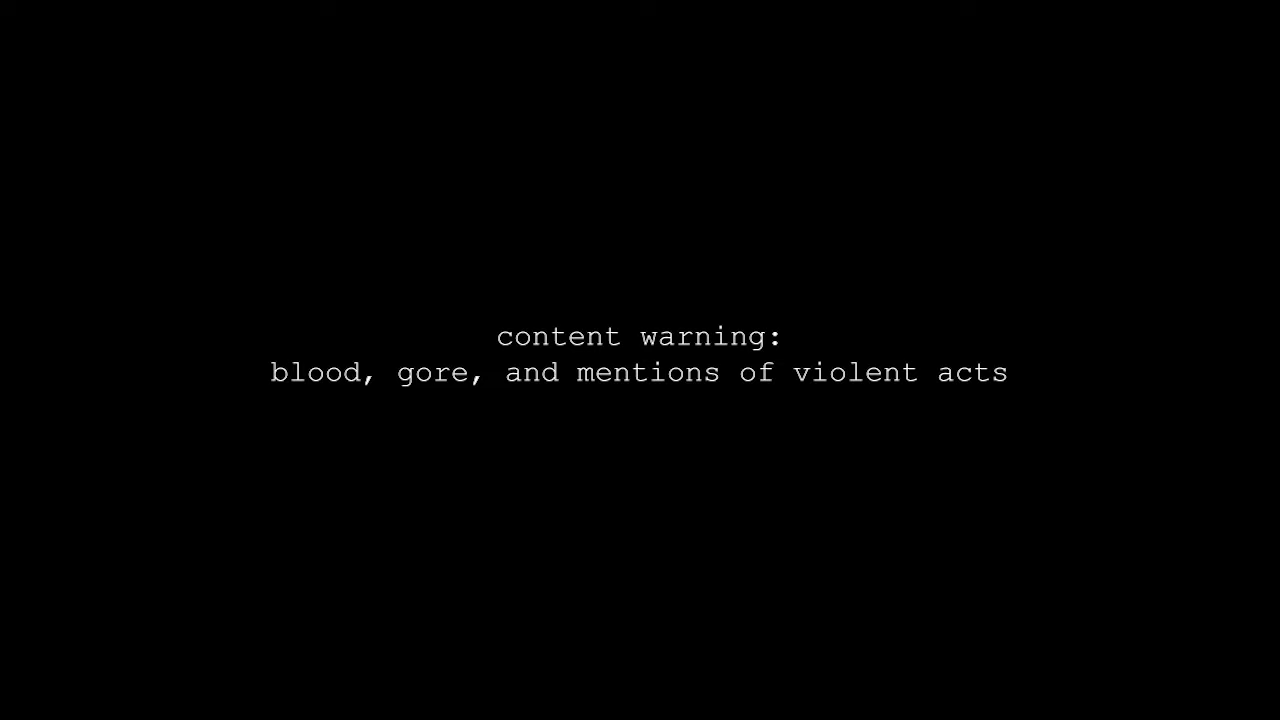 content warning:
blood, gore, and mentions of violent acts